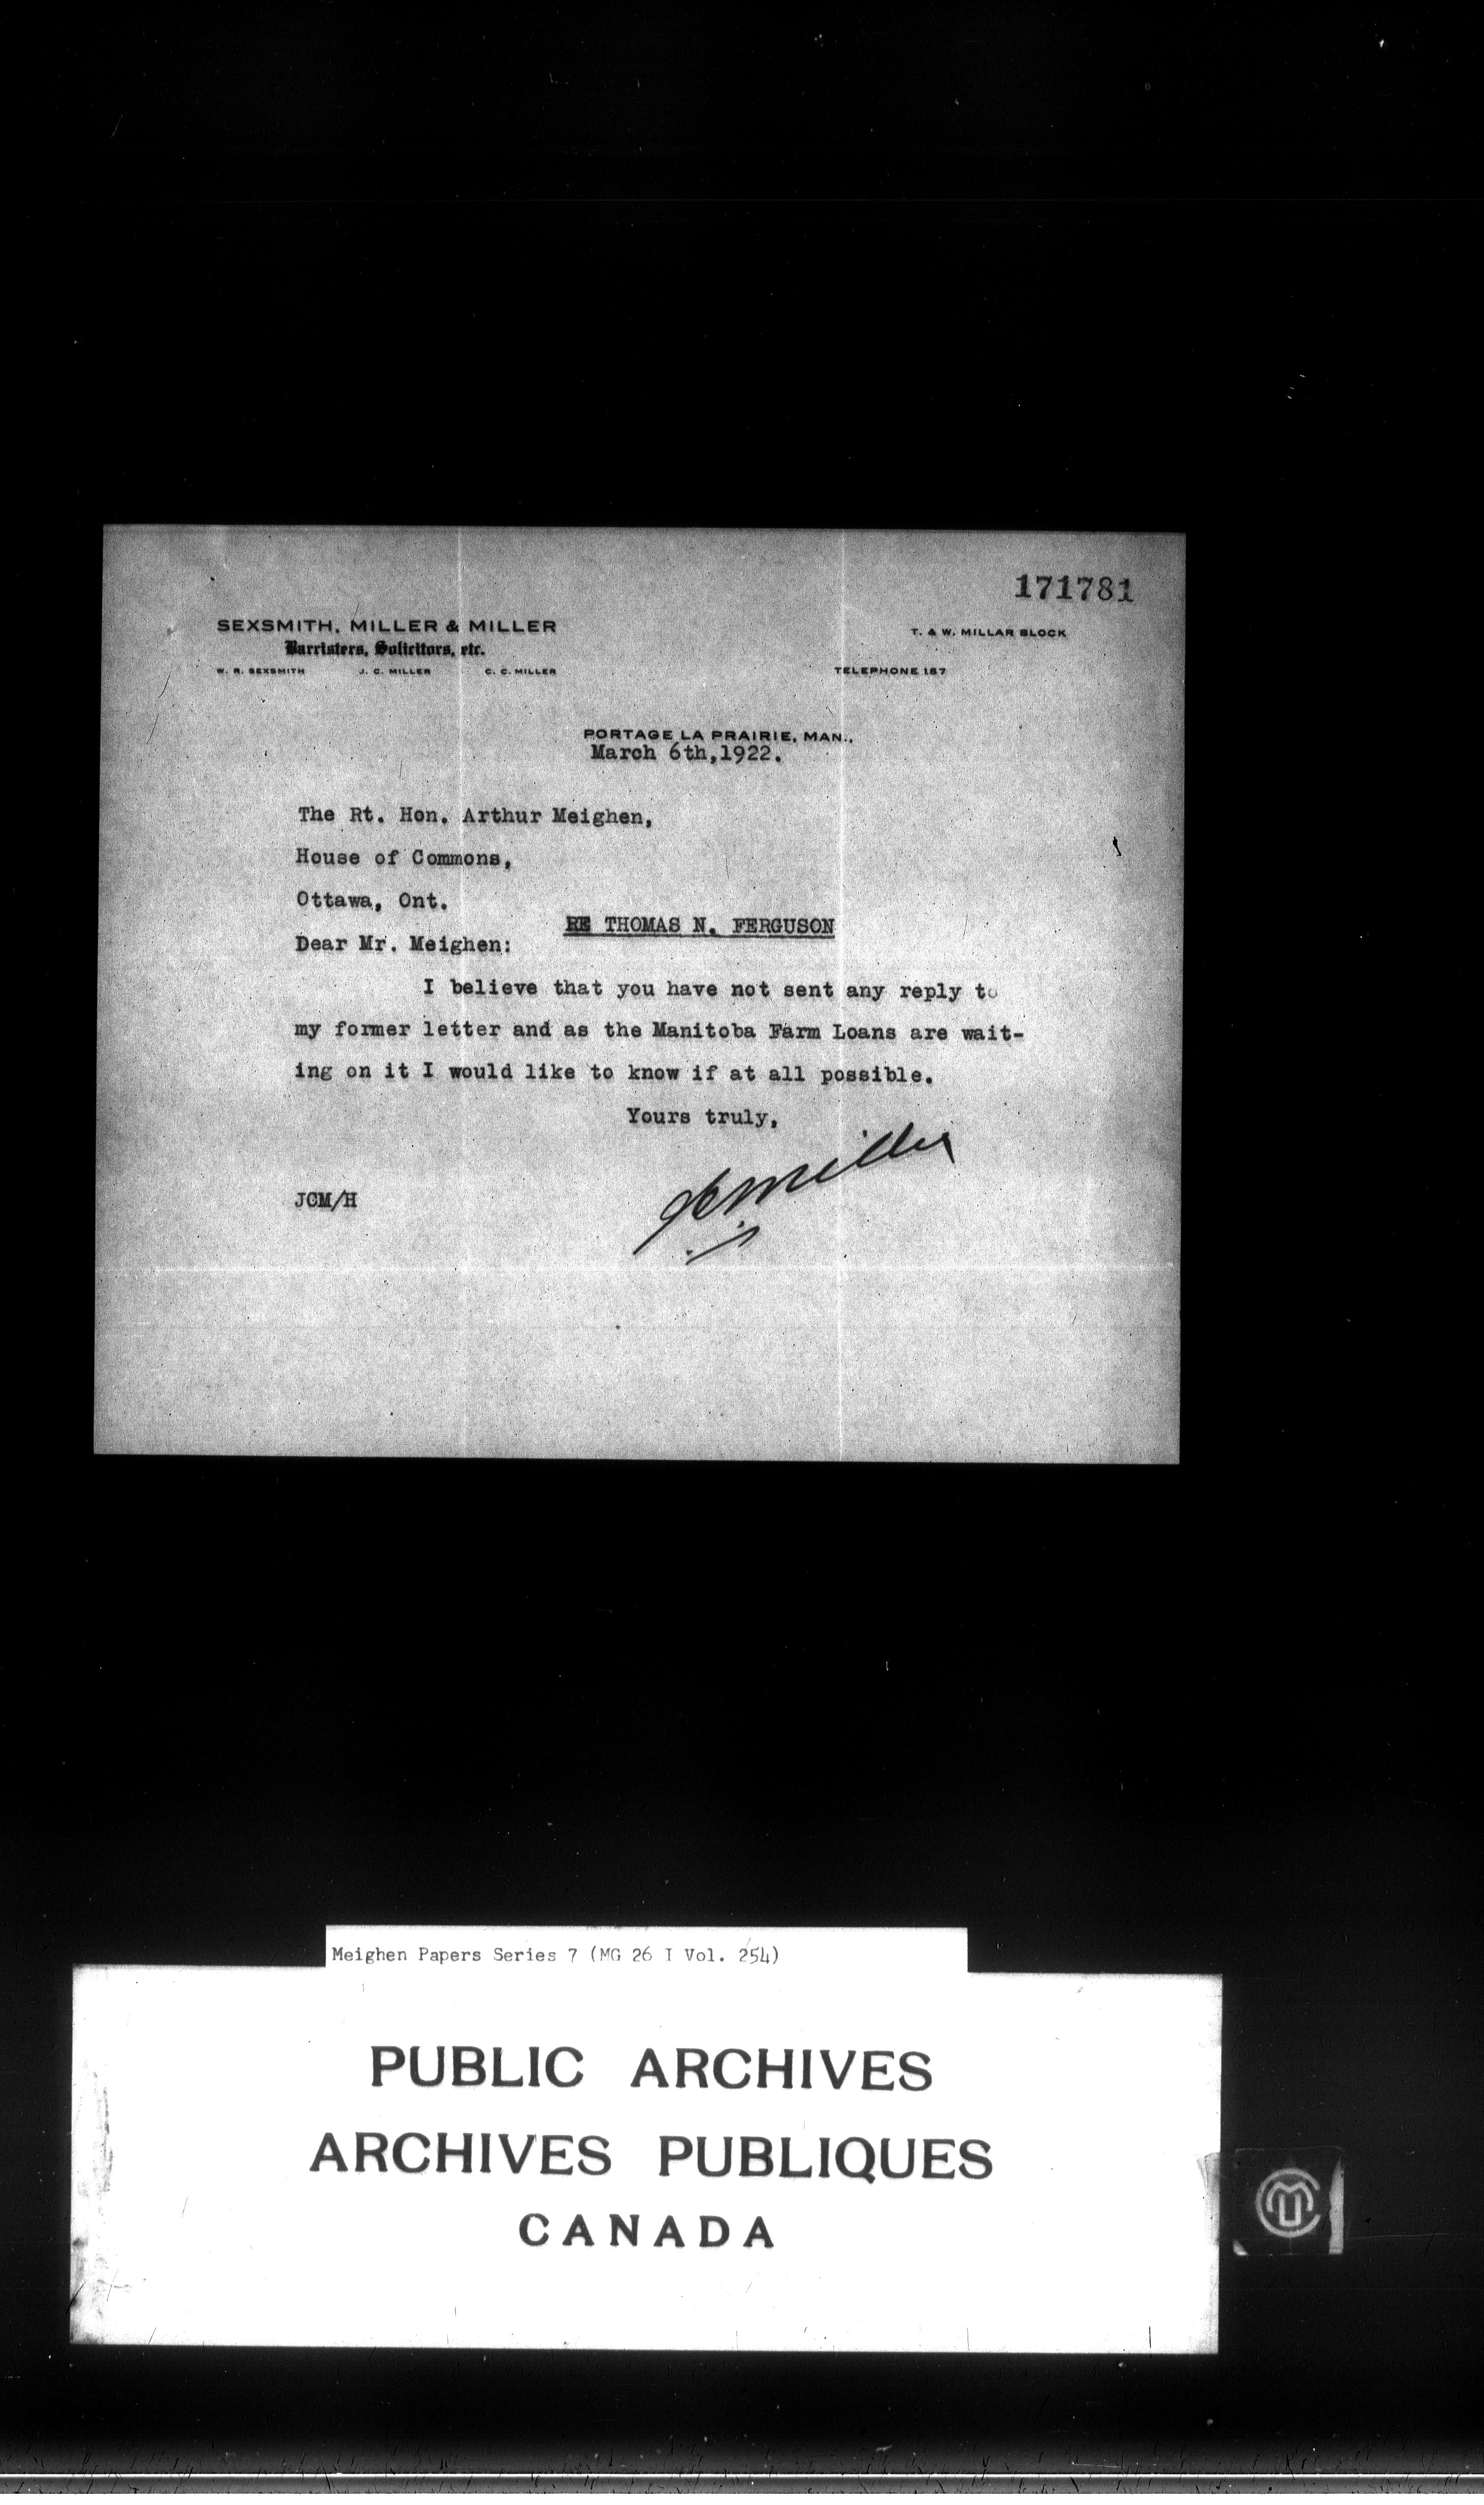 171781
SEXSMITH, MILLER & MILLER
Barristers, Solicitors, etc.
W. R. SEXSMITH J. C. MILLER C. C. MILLER
T. & W. MILLAR BLOCK
TELEPHONE 187
PORTAGE LA PRAIRIE, MAN.,
March 6th,1922.
The Rt. Hon. Arthur Meighen,
House of Commons,
Ottawa, Ont.
RE THOMAS N. FERGUSON
Dear Mr. Meighen:
I believe that you have not sent any reply to
my former letter and as the Manitoba Farm Loans are wait-
ing on it I would like to know if at all possible.
Yours truly,
JCMiller
JCM/H
Meighen Papers Series 7 (MG 26 I Vol. 254)
PUBLIC ARCHIVES
ARCHIVES PUBLIQUES
CANADA